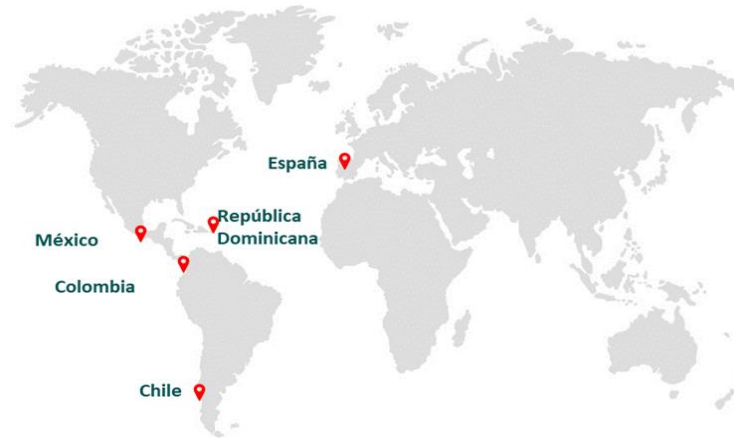 España
República
Dominicana
México
Colombia
Chile